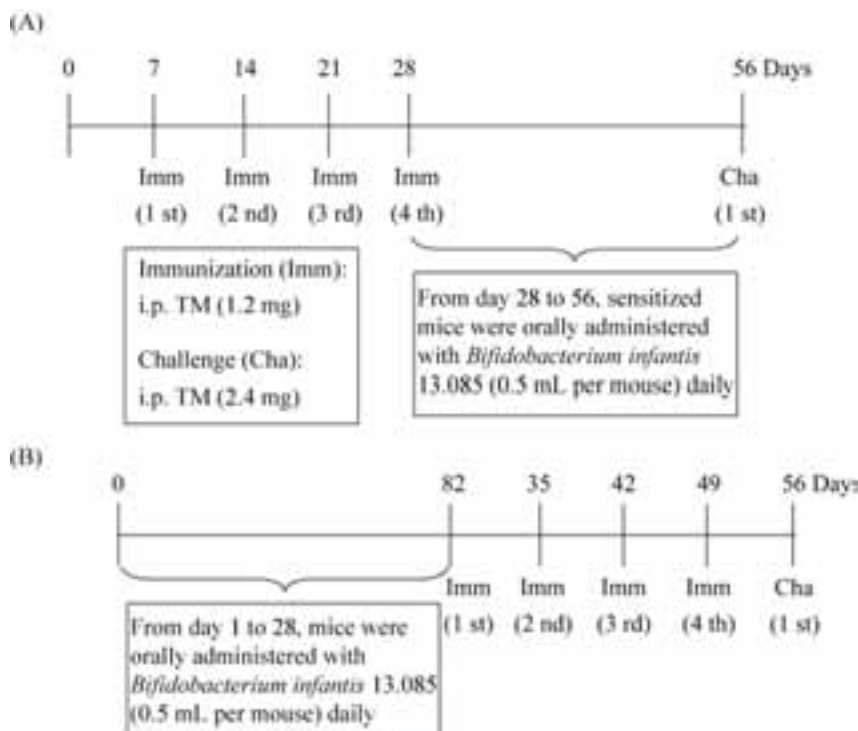 (A)
0 7 14 21 28 56 Days
Imm Imm Imm Imm Cha
(1 st) (2 nd) (3 rd) (4 th) (1 st)
Immunization (Imm):
i.p. TM (1.2 mg)
Challenge (Cha):
i.p. TM (2.4 mg)
From day 28 to 56, sensitized
mice were orally administered
with Bifidobacterium infantis
13.085 (0.5 mL per mouse) daily
(B)
0 82 35 42 49 56 Days
Imm Imm Imm Imm Cha
(1 st) (2 nd) (3 rd) (4 th) (1 st)
From day 1 to 28, mice were
orally administered with
Bifidobacterium infantis 13.085
(0.5 mL per mouse) daily